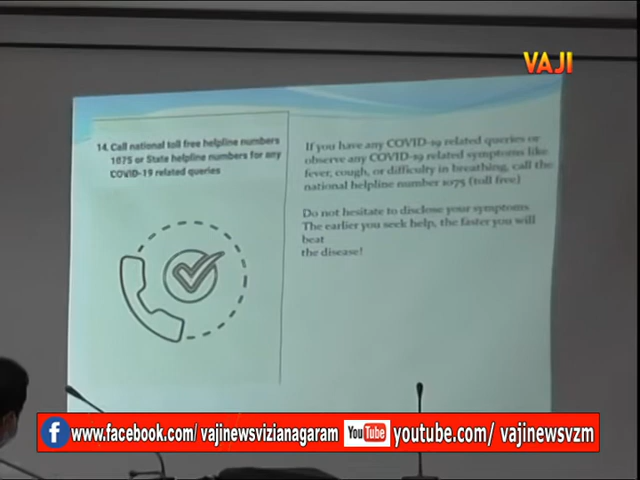 VAJI
14. Call national toll free helpline numbers
1075 or State helpline numbers for any
COVID-19 related queries
If you have any COVID-19 related queries or
observe any COVID-19 related symptoms like
fever, cough, or difficulty in breathing, call the
national helpline number 1075 (toll free)
Do not hesitate to disclose your symptoms
The earlier you seek help, the faster you will
beat
the disease!
f www.facebook.com/ vajinewsvizianagaram YouTube youtube.com/ vajinewsvzm